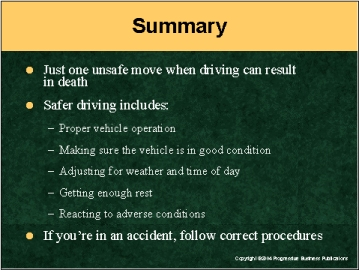 Summary
Just one unsafe move when driving can result
in death
Safer driving includes:
– Proper vehicle operation
– Making sure the vehicle is in good condition
– Adjusting for weather and time of day
– Getting enough rest
– Reacting to adverse conditions
If you're in an accident, follow correct procedures
Copyright Progressive Business Publications